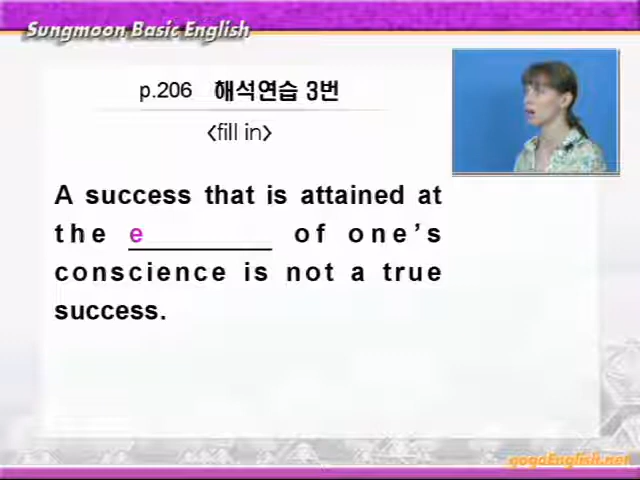 Sungmoon Basic English
p.206 해석연습 3번
<fill in>
A success that is attained at
the e________ of one's
conscience is not a true
success.
gogoEnglish.net